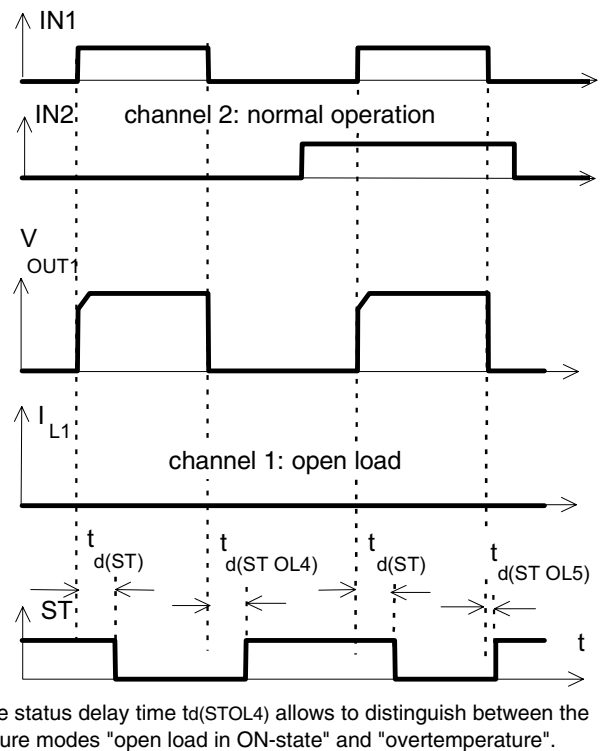 IN1
IN2 channel 2: normal operation
V
OUT1
I
L1
channel 1: open load
t t t t
d(ST) d(ST OL4) d(ST) d(ST OL5)
ST
t
status delay time td(STOL4) allows to distinguish between the
modes "open load in ON-state" and "overtemperature".